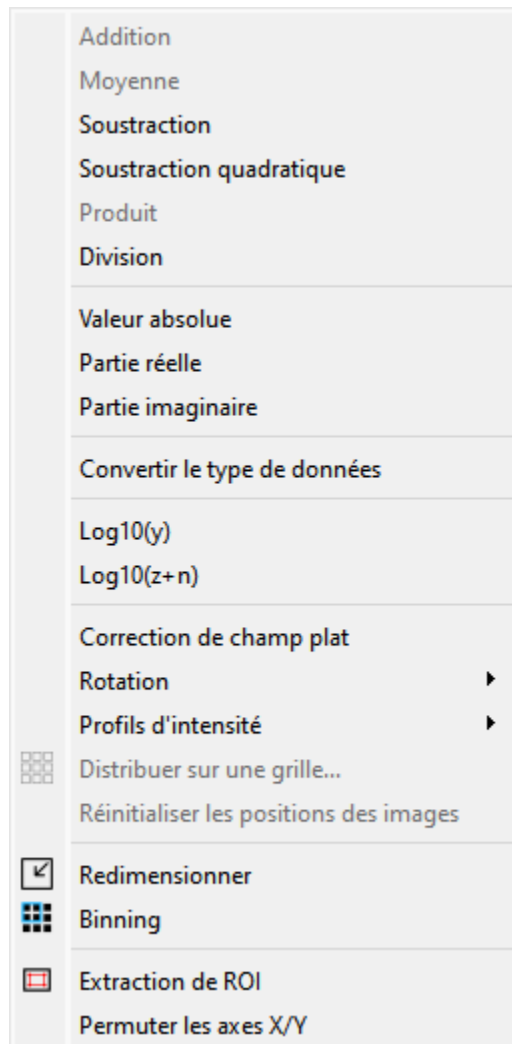 Addition
Moyenne
Soustraction
Soustraction quadratique
Produit
Division
Valeur absolue
Partie réelle
Partie imaginaire
Convertir le type de données
Log10(y)
Log10(z+n)
Correction de champ plat
Rotation
Profils d'intensité
Distribuer sur une grille...
Réinitialiser les positions des images
Redimensionner
Binning
Extraction de ROI
Permuter les axes X/Y